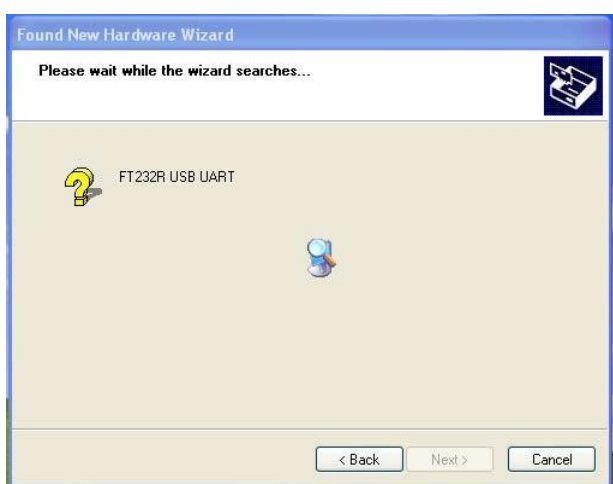 Found New Hardware Wizard
Please wait while the wizard searches...
FT232R USB UART
< Back Next > Cancel